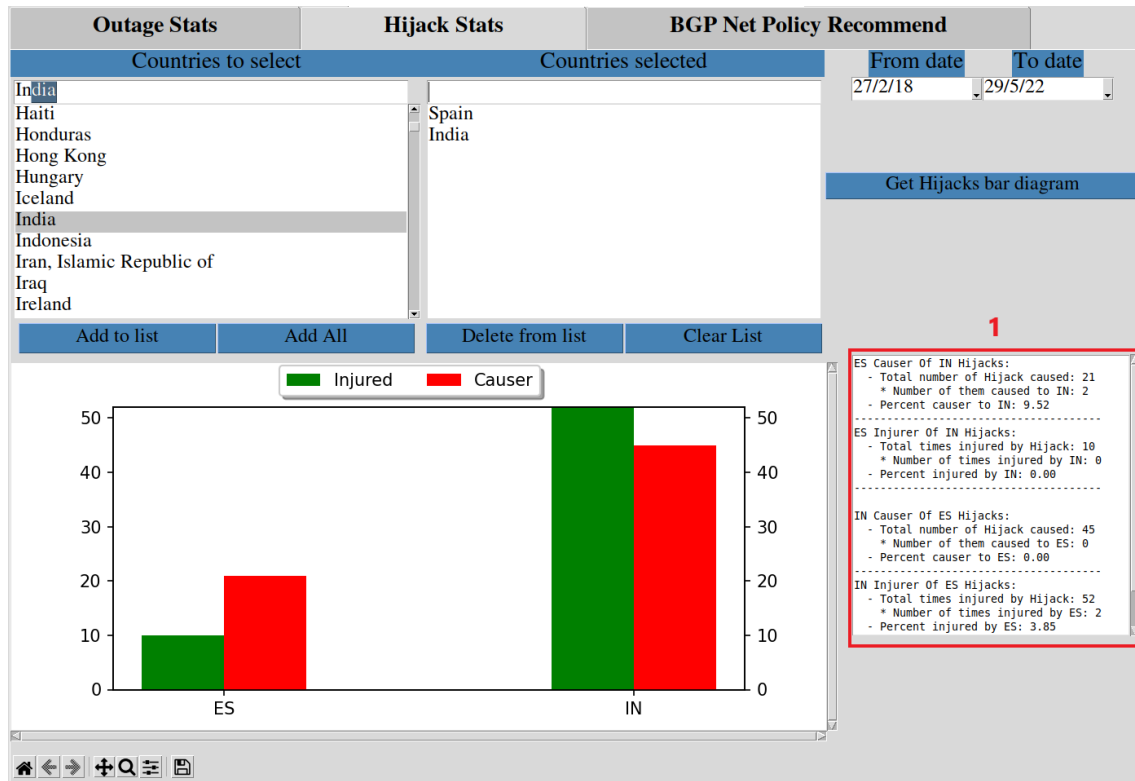 Outage Stats
Hijack Stats
BGP Net Policy Recommend
Countries to select
Countries selected
From date
To date
India
27/2/18
29/5/22
Haiti
Honduras
Hong Kong
Hungary
Iceland
India
Indonesia
Iran, Islamic Republic of
Iraq
Ireland
Spain
India
Get Hijacks bar diagram
Add to list
Add All
Delete from list
Clear List
1
Injured
Causer
50
40
30
20
10
0
50
40
30
20
10
0
ES
IN
ES Causer Of IN Hijacks:
- Total number of Hijack caused: 21
* Number of them caused to IN: 2
- Percent causer to IN: 9.52
---------------------------------------
ES Injurer Of IN Hijacks:
- Total times injured by Hijack: 10
* Number of times injured by IN: 0
- Percent injured by IN: 0.00
---------------------------------------
IN Causer Of ES Hijacks:
- Total number of Hijack caused: 45
* Number of them caused to ES: 0
- Percent causer to ES: 0.00
---------------------------------------
IN Injurer Of ES Hijacks:
- Total times injured by Hijack: 52
* Number of times injured by ES: 2
- Percent injured by ES: 3.85